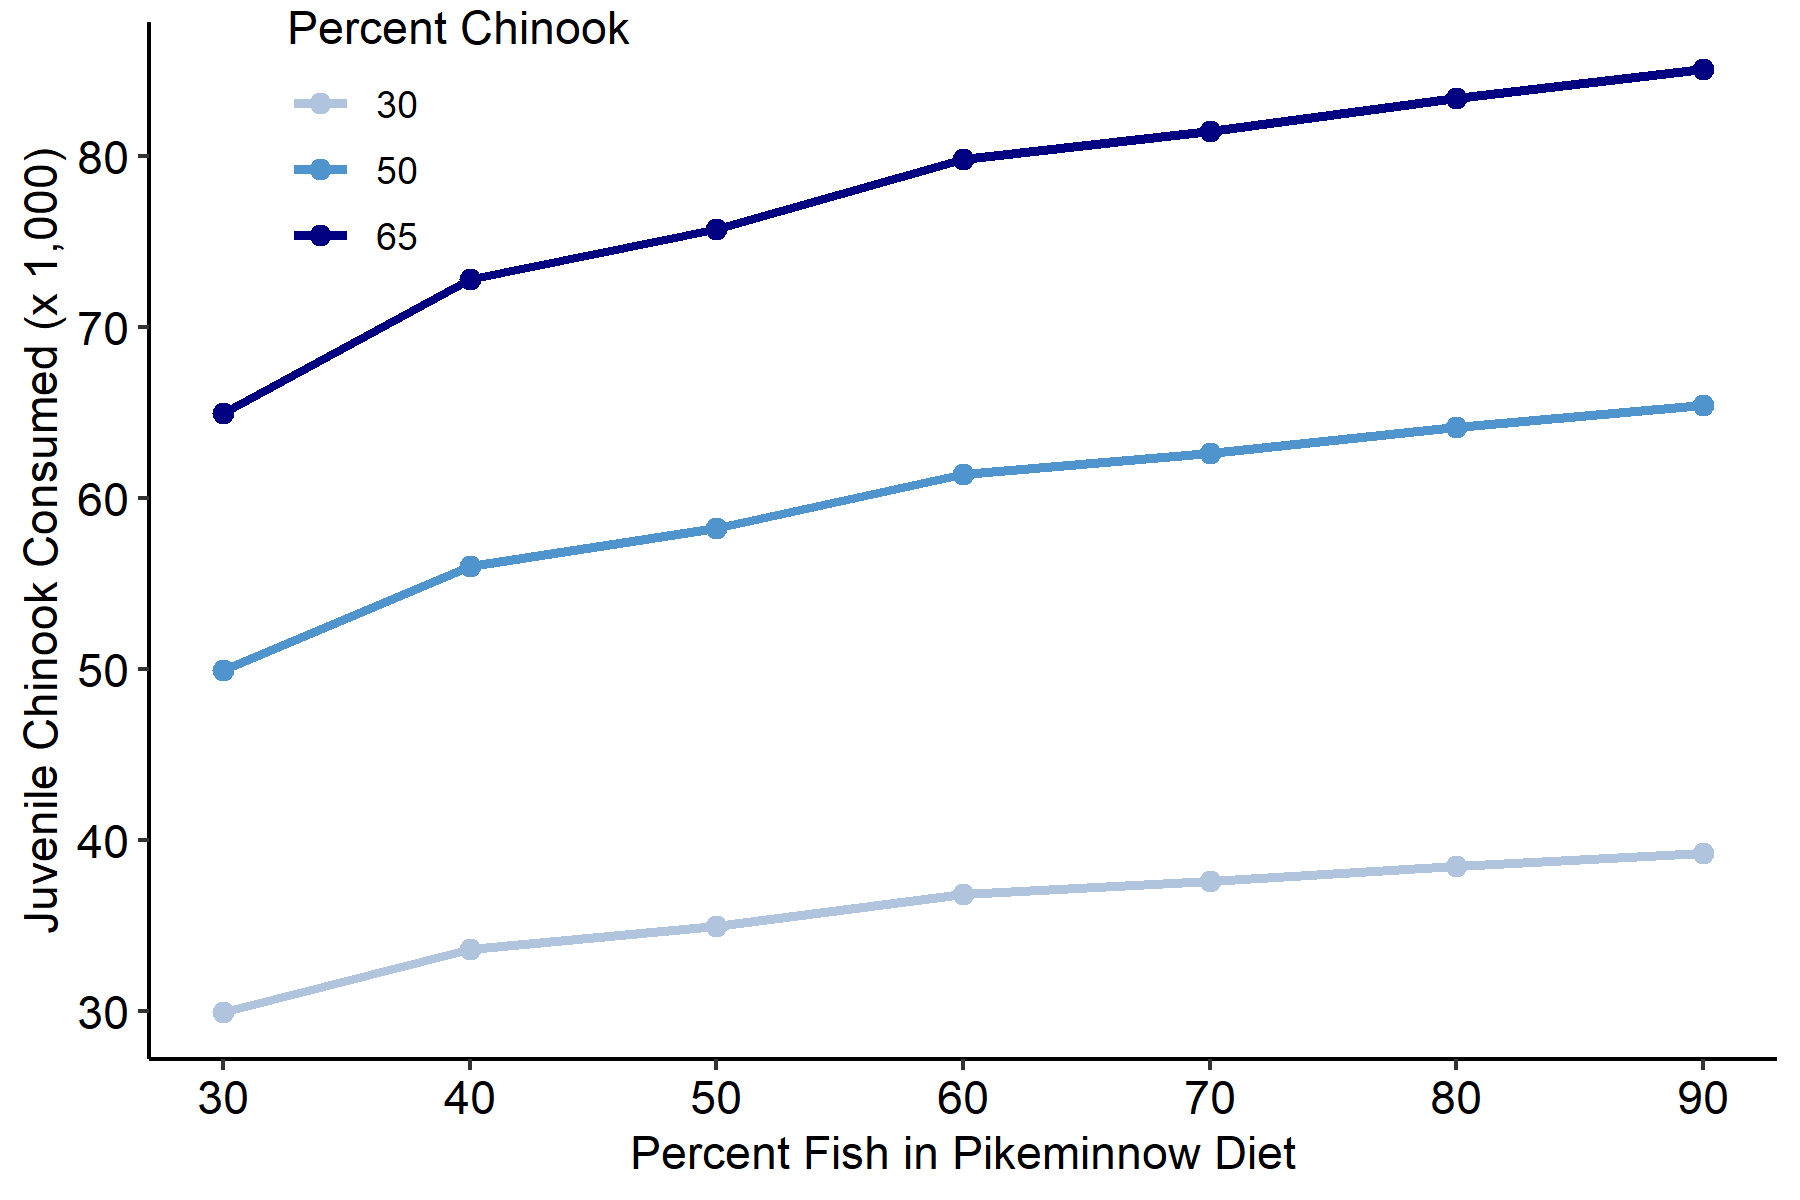 Percent Chinook
30
50
65
Juvenile Chinook Consumed (x 1,000)
80
70
60
50
40
30
30 40 50 60 70 80 90
Percent Fish in Pikeminnow Diet